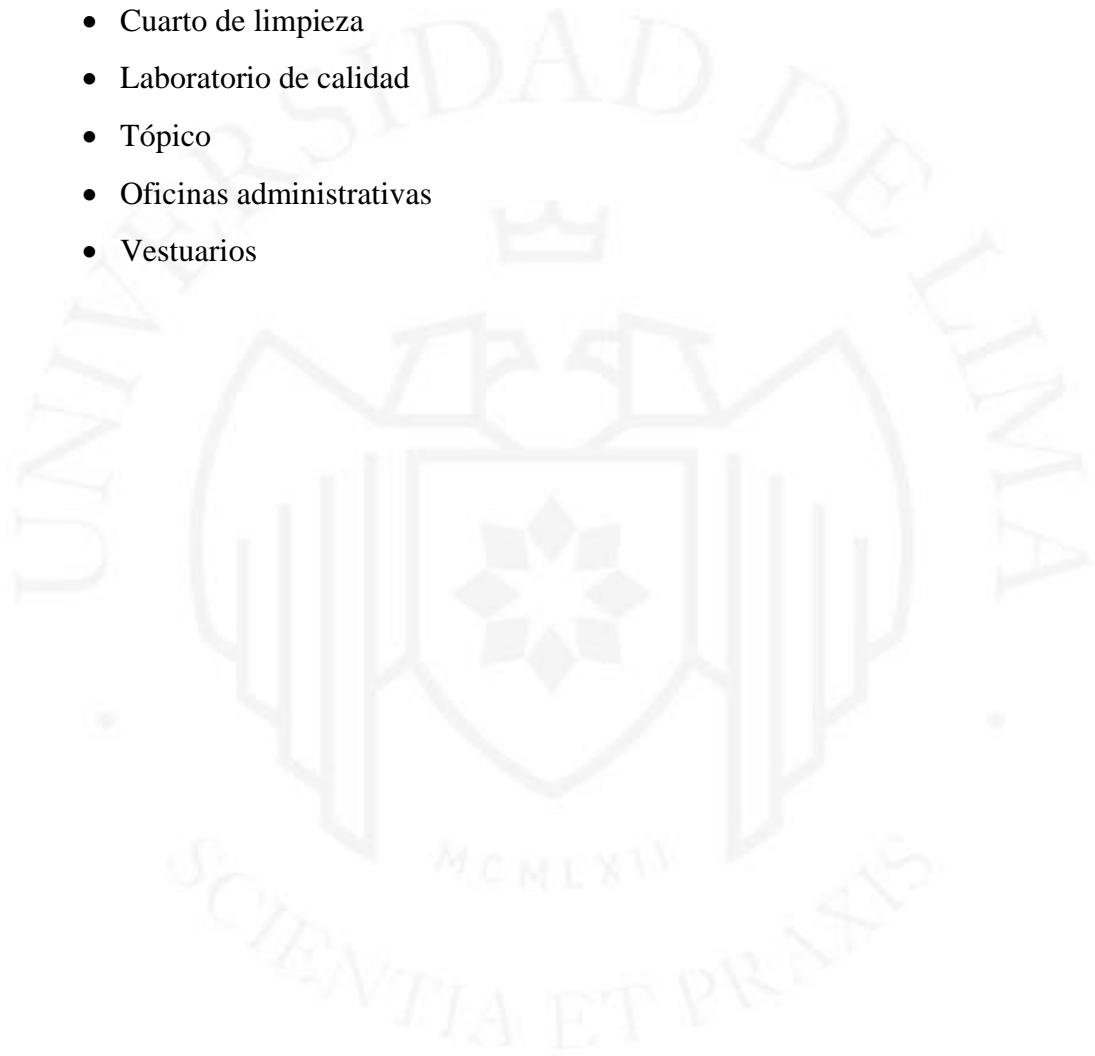 • Cuarto de limpieza
• Laboratorio de calidad
• Tópico
• Oficinas administrativas
• Vestuarios
UNIVERSIDAD DE LIMA
MCMLXII
SCIENTIA ET PRAXIS